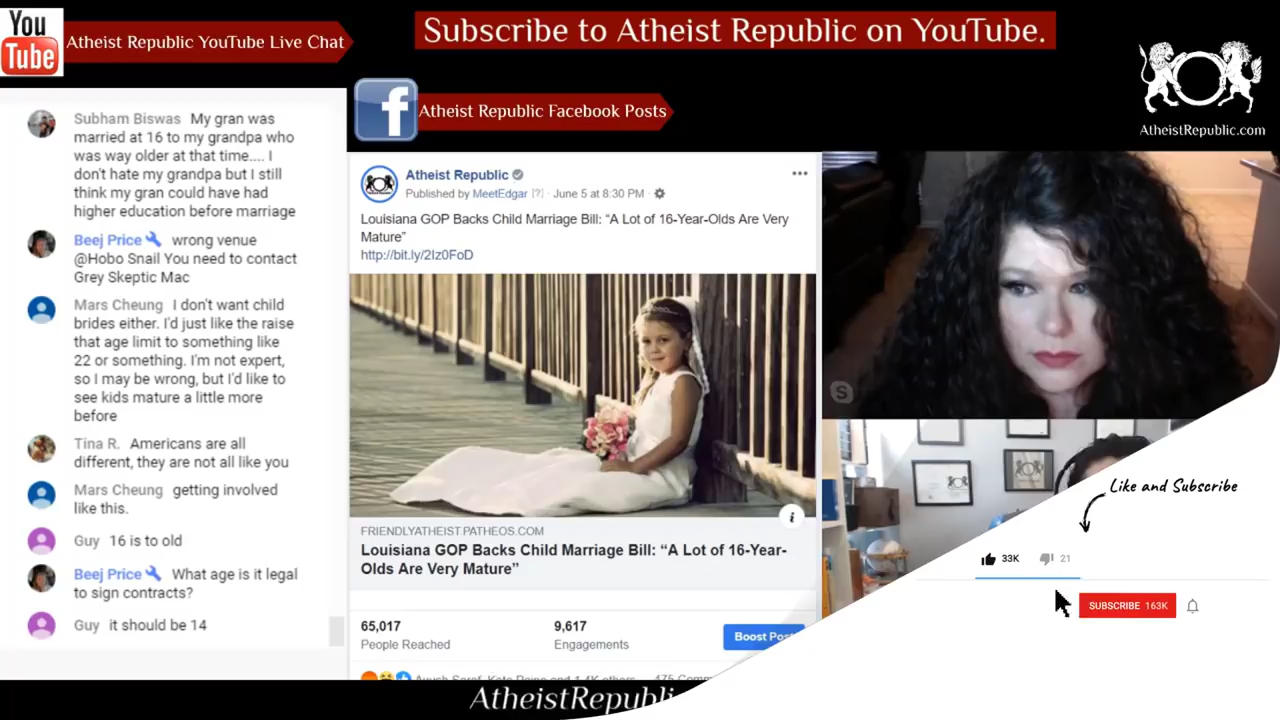 You
Tube
Atheist Republic YouTube Live Chat
Subscribe to Atheist Republic on YouTube.
AtheistRepublic.com
f
Atheist Republic Facebook Posts
Subham Biswas My gran was
married at 16 to my grandpa who
was way older at that time.... I
don't hate my grandpa but I still
think my gran could have had
higher education before marriage
Beej Price wrong venue
@Hobo Snail You need to contact
Grey Skeptic Mac
Mars Cheung I don't want child
brides either. I'd just like the raise
that age limit to something like
22 or something. I'm not expert,
so I may be wrong, but I'd like to
see kids mature a little more
before
Tina R. Americans are all
different, they are not all like you
Mars Cheung getting involved
like this.
Guy 16 is to old
Beej Price What age is it legal
to sign contracts?
Guy it should be 14
Atheist Republic
Published by MeetEdgar [?] · June 5 at 8:30 PM ·
Louisiana GOP Backs Child Marriage Bill: “A Lot of 16-Year-Olds Are Very
Mature”
http://bit.ly/2Iz0FoD
i
FRIENDLYATHEIST.PATHEOS.COM
Louisiana GOP Backs Child Marriage Bill: “A Lot of 16-Year-
Olds Are Very Mature”
65,017
People Reached
9,617
Engagements
Boost Post
1.4K others
475 Comm
AtheistRepubli
S
Like and Subscribe
33K
21
SUBSCRIBE 163K